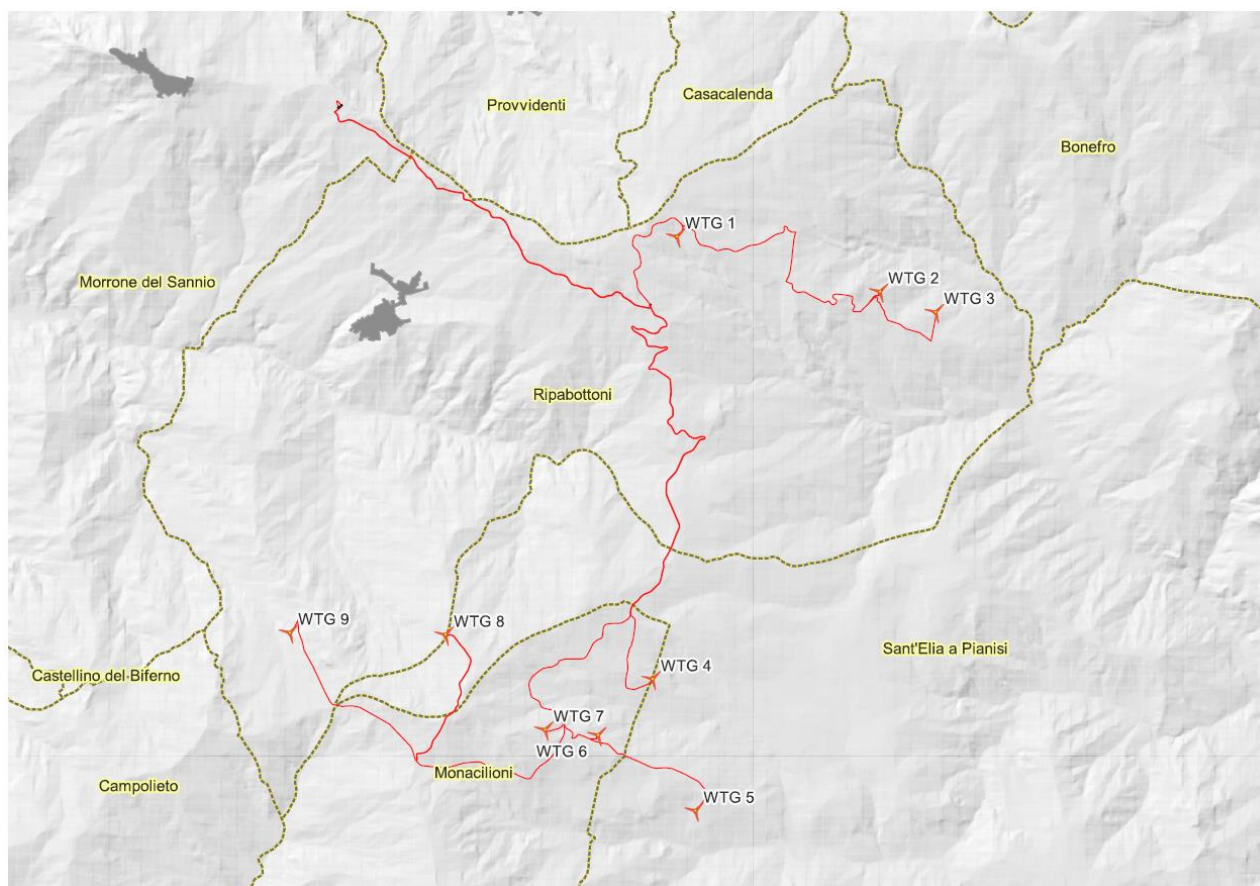 Casacalenda
Provvidenti
Bonefro
WTG 1
Morrone del Sannio
WTG 2
WTG 3
Ripabottoni
WTG 9
WTG 8
Sant'Elia a Pianisi
Castellino del Biferno
WTG 4
WTG 7
WTG 6
Monacilioni
Campolieto
WTG 5